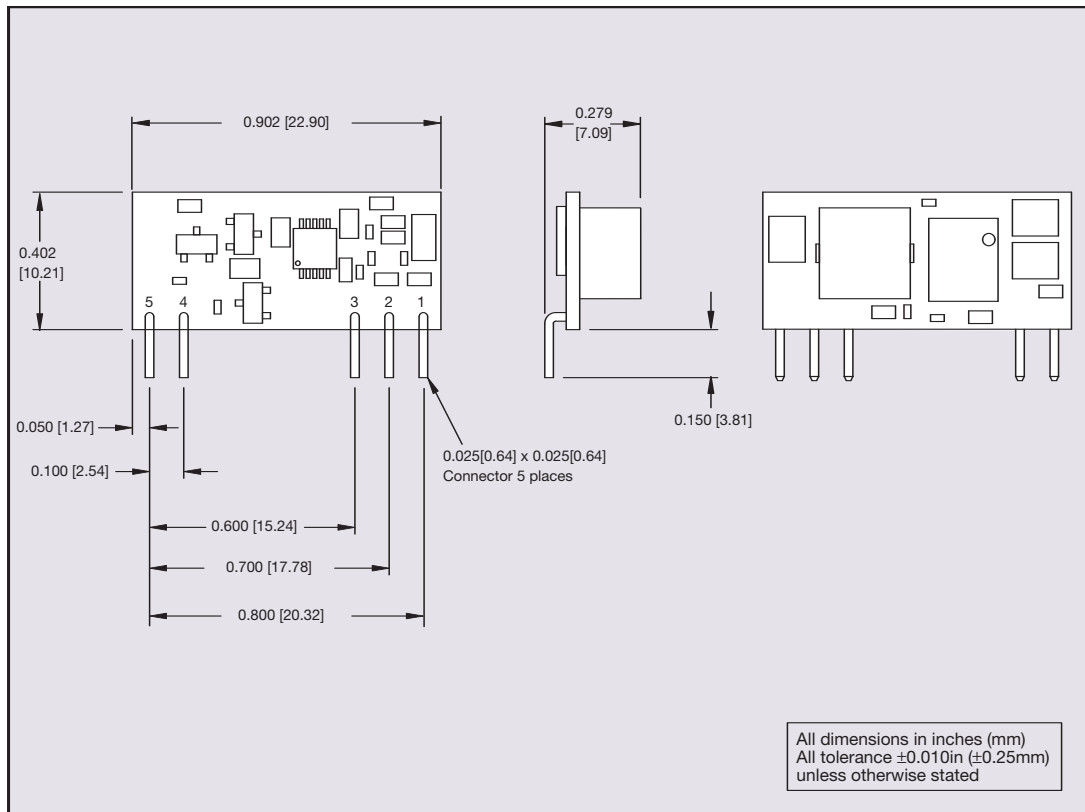 0.902 [22.90]
0.279
[7.09]
0.402
[10.21]
5 4 3 2 1
0.050 [1.27]
0.150 [3.81]
0.100 [2.54]
0.025[0.64] x 0.025[0.64]
Connector 5 places
0.600 [15.24]
0.700 [17.78]
0.800 [20.32]
All dimensions in inches (mm)
All tolerance ±0.010in (±0.25mm)
unless otherwise stated